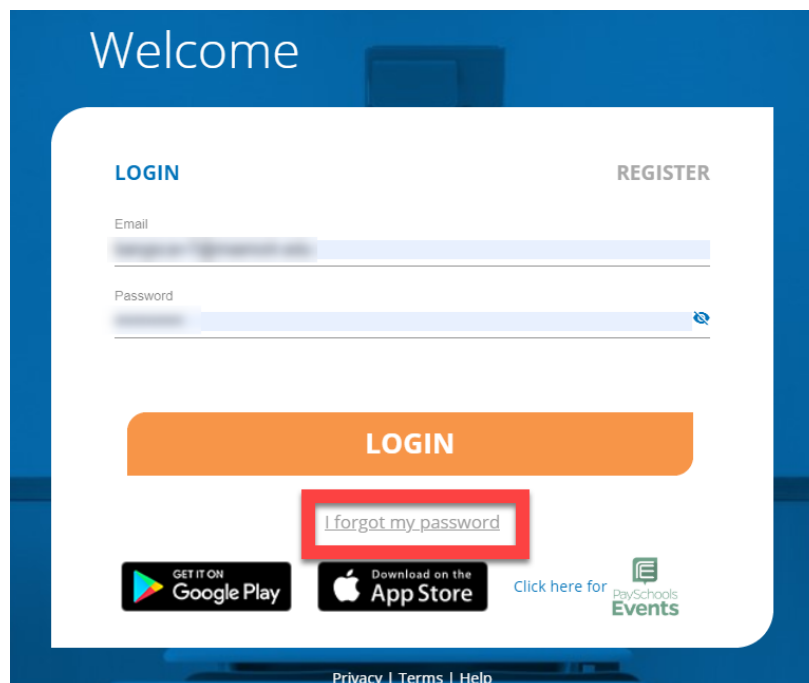 Welcome
LOGIN REGISTER
Email
Password
LOGIN
I forgot my password
GET IT ON
Google Play
Download on the
App Store
Click here for
PaySchools
Events
Privacy | Terms | Help